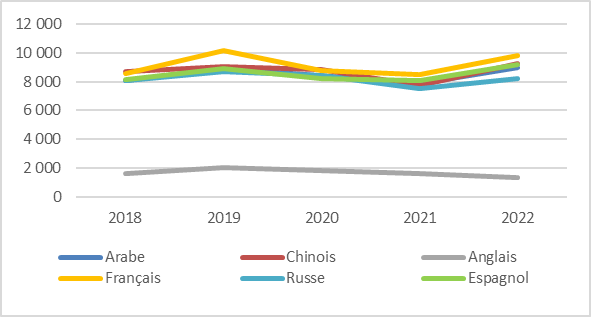 12 000
10 000
8 000
6 000
4 000
2 000
0
2018 2019 2020 2021 2022
Arabe Chinois Anglais
Français Russe Espagnol